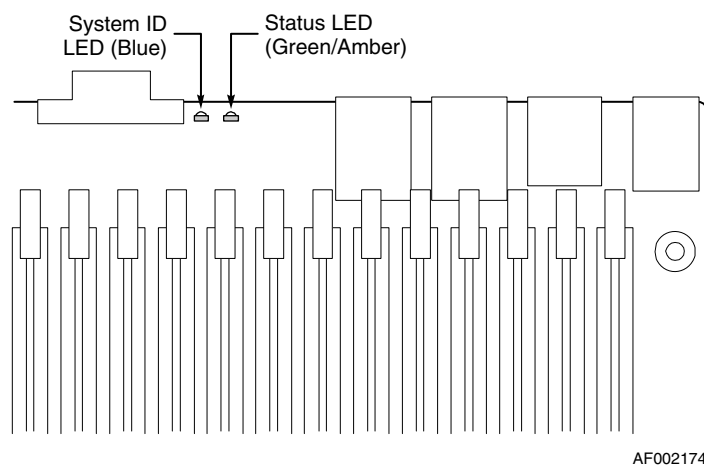 System ID
LED (Blue)
Status LED
(Green/Amber)
AF002174